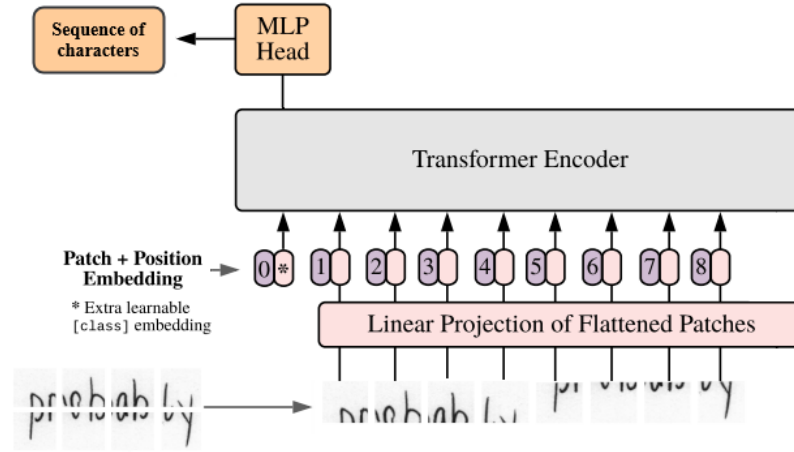 Sequence of
characters
MLP
Head
Transformer Encoder
Patch + Position
Embedding
0 * 1 2 3 4 5 6 7 8
* Extra learnable
[class] embedding
Linear Projection of Flattened Patches
probably